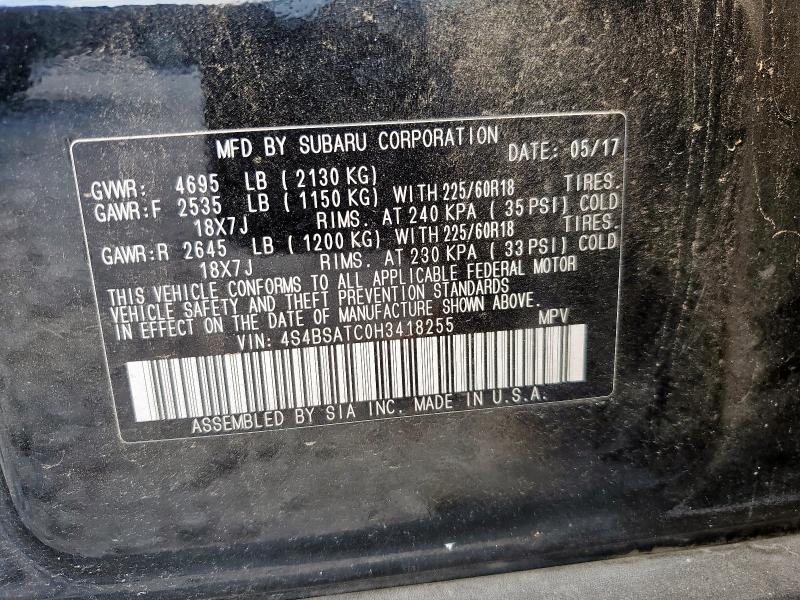 MFD BY SUBARU CORPORATION DATE: 05/17
GVWR: 4695 LB ( 2130 KG)
GAWR:F 2535 LB ( 1150 KG) WITH 225/60R18 TIRES.
18X7J RIMS. AT 240 KPA ( 35 PSI) COLD
GAWR:R 2645 LB ( 1200 KG) WITH 225/60R18 TIRES.
18X7J RIMS. AT 230 KPA ( 33 PSI) COLD
THIS VEHICLE CONFORMS TO ALL APPLICABLE FEDERAL MOTOR
VEHICLE SAFETY AND THEFT PREVENTION STANDARDS
IN EFFECT ON THE DATE OF MANUFACTURE SHOWN ABOVE.
VIN: 4S4BSATC0H3418255 MPV
ASSEMBLED BY SIA INC. MADE IN U.S.A.